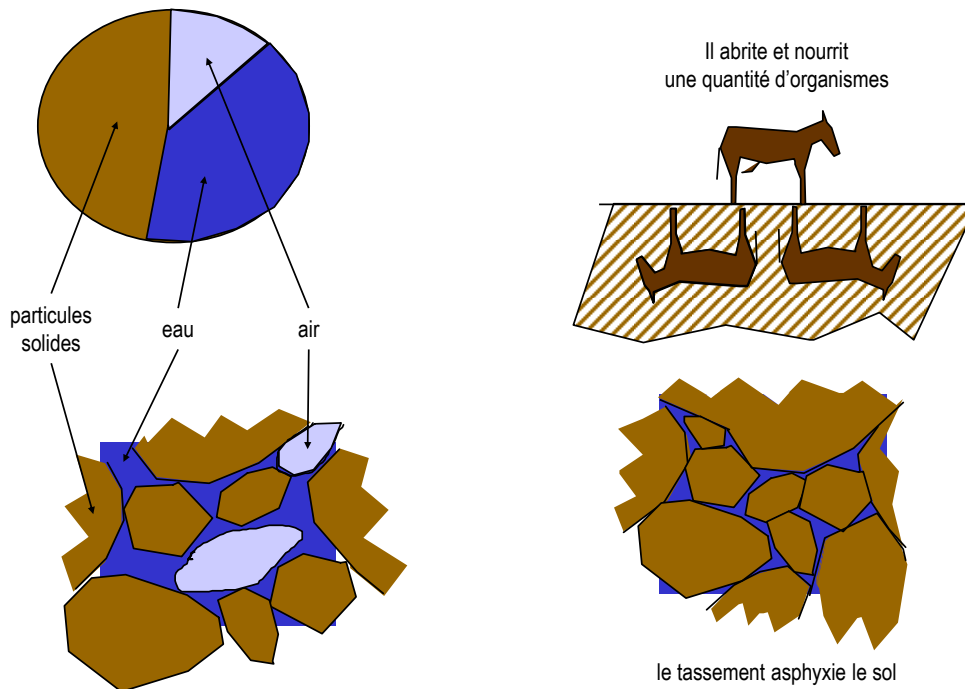 Il abrite et nourrit
une quantité d'organismes
particules
solides
eau
air
le tassement asphyxie le sol